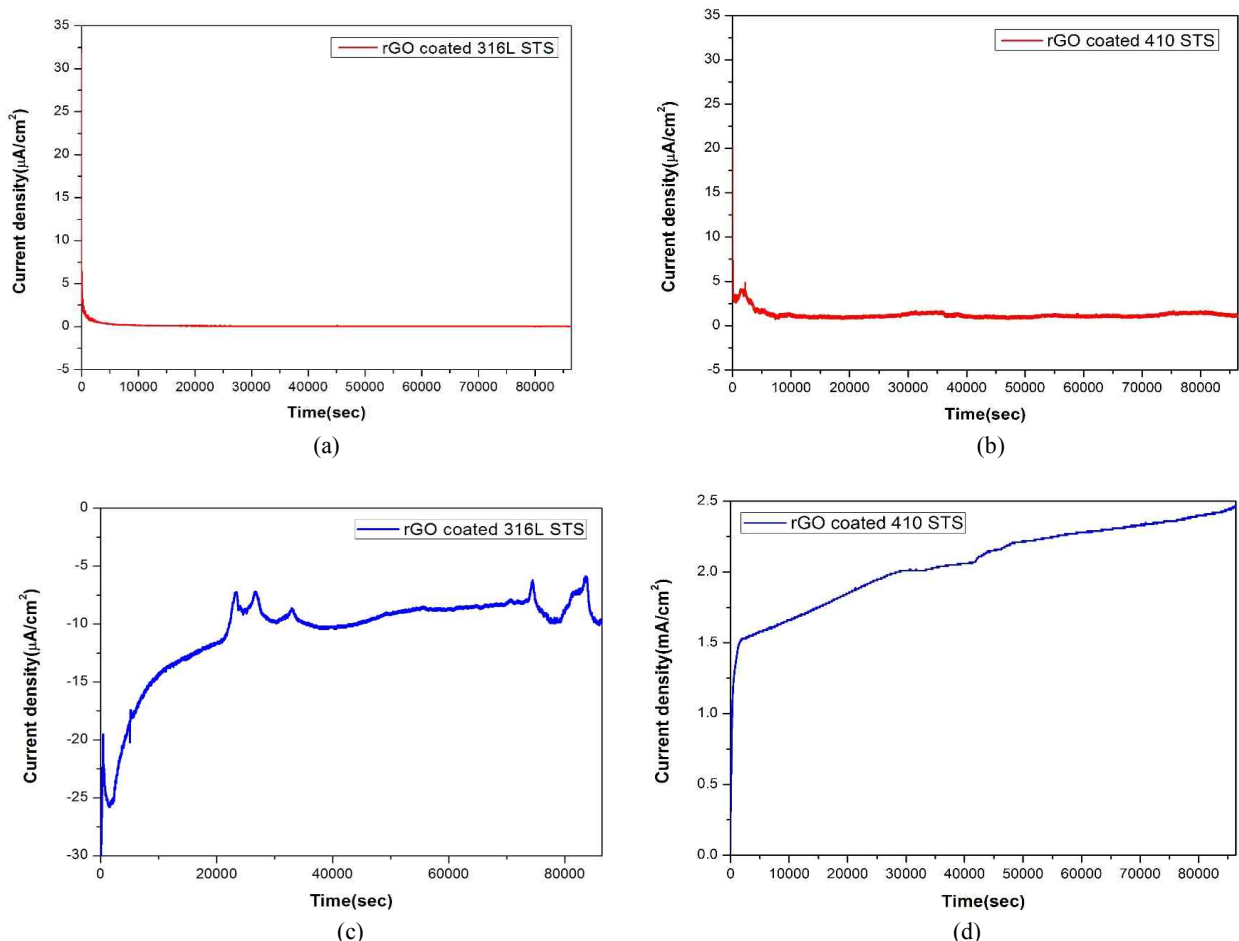 rGO coated 316L STS
Current density(μA/cm²)
35
30
25
20
15
10
5
0
-5
0 10000 20000 30000 40000 50000 60000 70000 80000
Time(sec)
(a)
rGO coated 410 STS
Current density(μA/cm²)
35
30
25
20
15
10
5
0
-5
0 10000 20000 30000 40000 50000 60000 70000 80000
Time(sec)
(b)
rGO coated 316L STS
Current density(μA/cm²)
0
-5
-10
-15
-20
-25
-30
0 20000 40000 60000 80000
Time(sec)
(c)
rGO coated 410 STS
Current density(mA/cm²)
2.5
2.0
1.5
1.0
0.5
0.0
0 10000 20000 30000 40000 50000 60000 70000 80000
Time(sec)
(d)